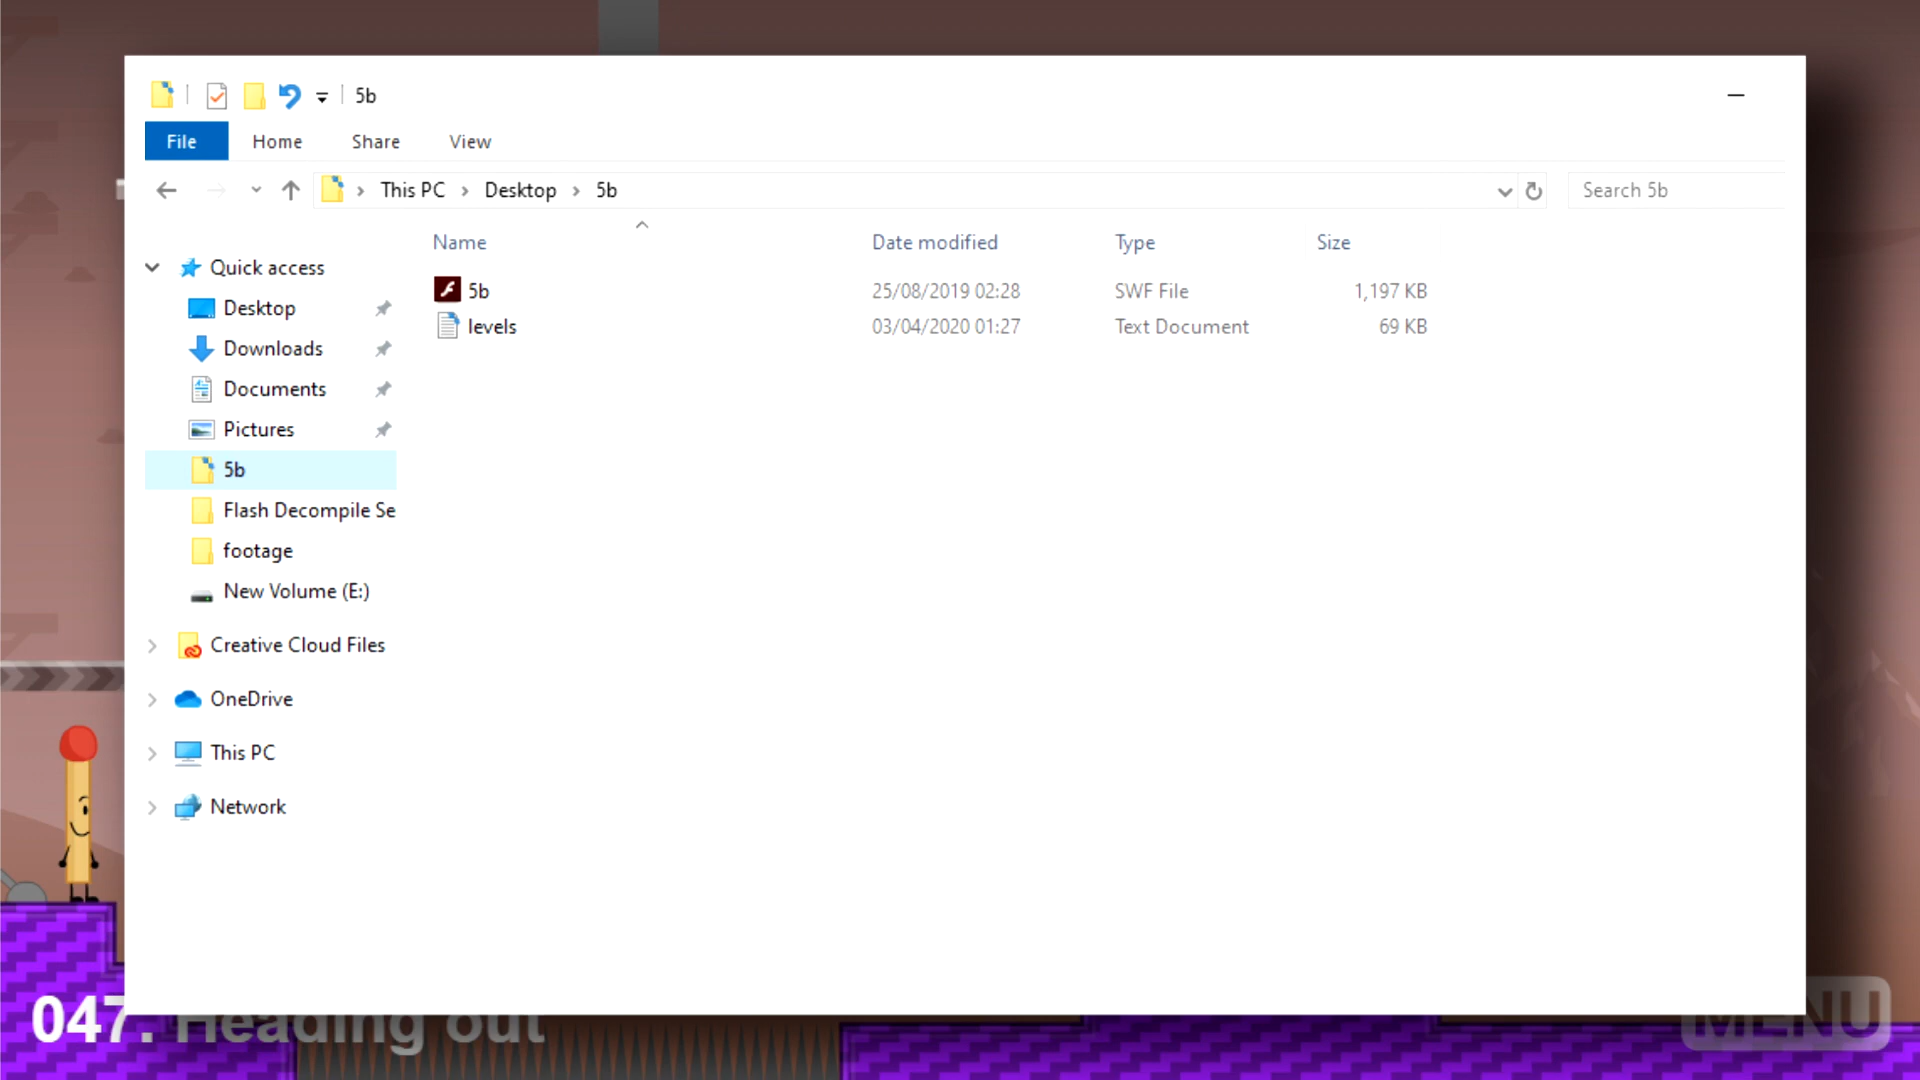 5b
File Home Share View
This PC Desktop 5b Search 5b
Name Date modified Type Size
5b 25/08/2019 02:28 SWF File 1,197 KB
levels 03/04/2020 01:27 Text Document 69 KB
Quick access
Desktop
Downloads
Documents
Pictures
5b
Flash Decompile Se
footage
New Volume (E:)
Creative Cloud Files
OneDrive
This PC
Network
047. Heading out
MENU